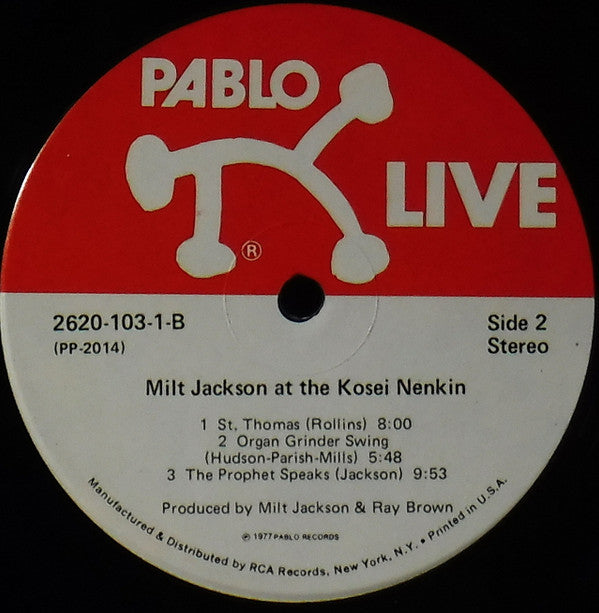 PABLO
LIVE
®
2620-103-1-B
(PP-2014)
Side 2
Stereo
Milt Jackson at the Kosei Nenkin
1 St. Thomas (Rollins) 8:00
2 Organ Grinder Swing
(Hudson-Parish-Mills) 5:48
3 The Prophet Speaks (Jackson) 9:53
Produced by Milt Jackson & Ray Brown
℗ 1977 PABLO RECORDS
Manufactured & Distributed by RCA Records, New York, N.Y. • Printed in U.S.A.